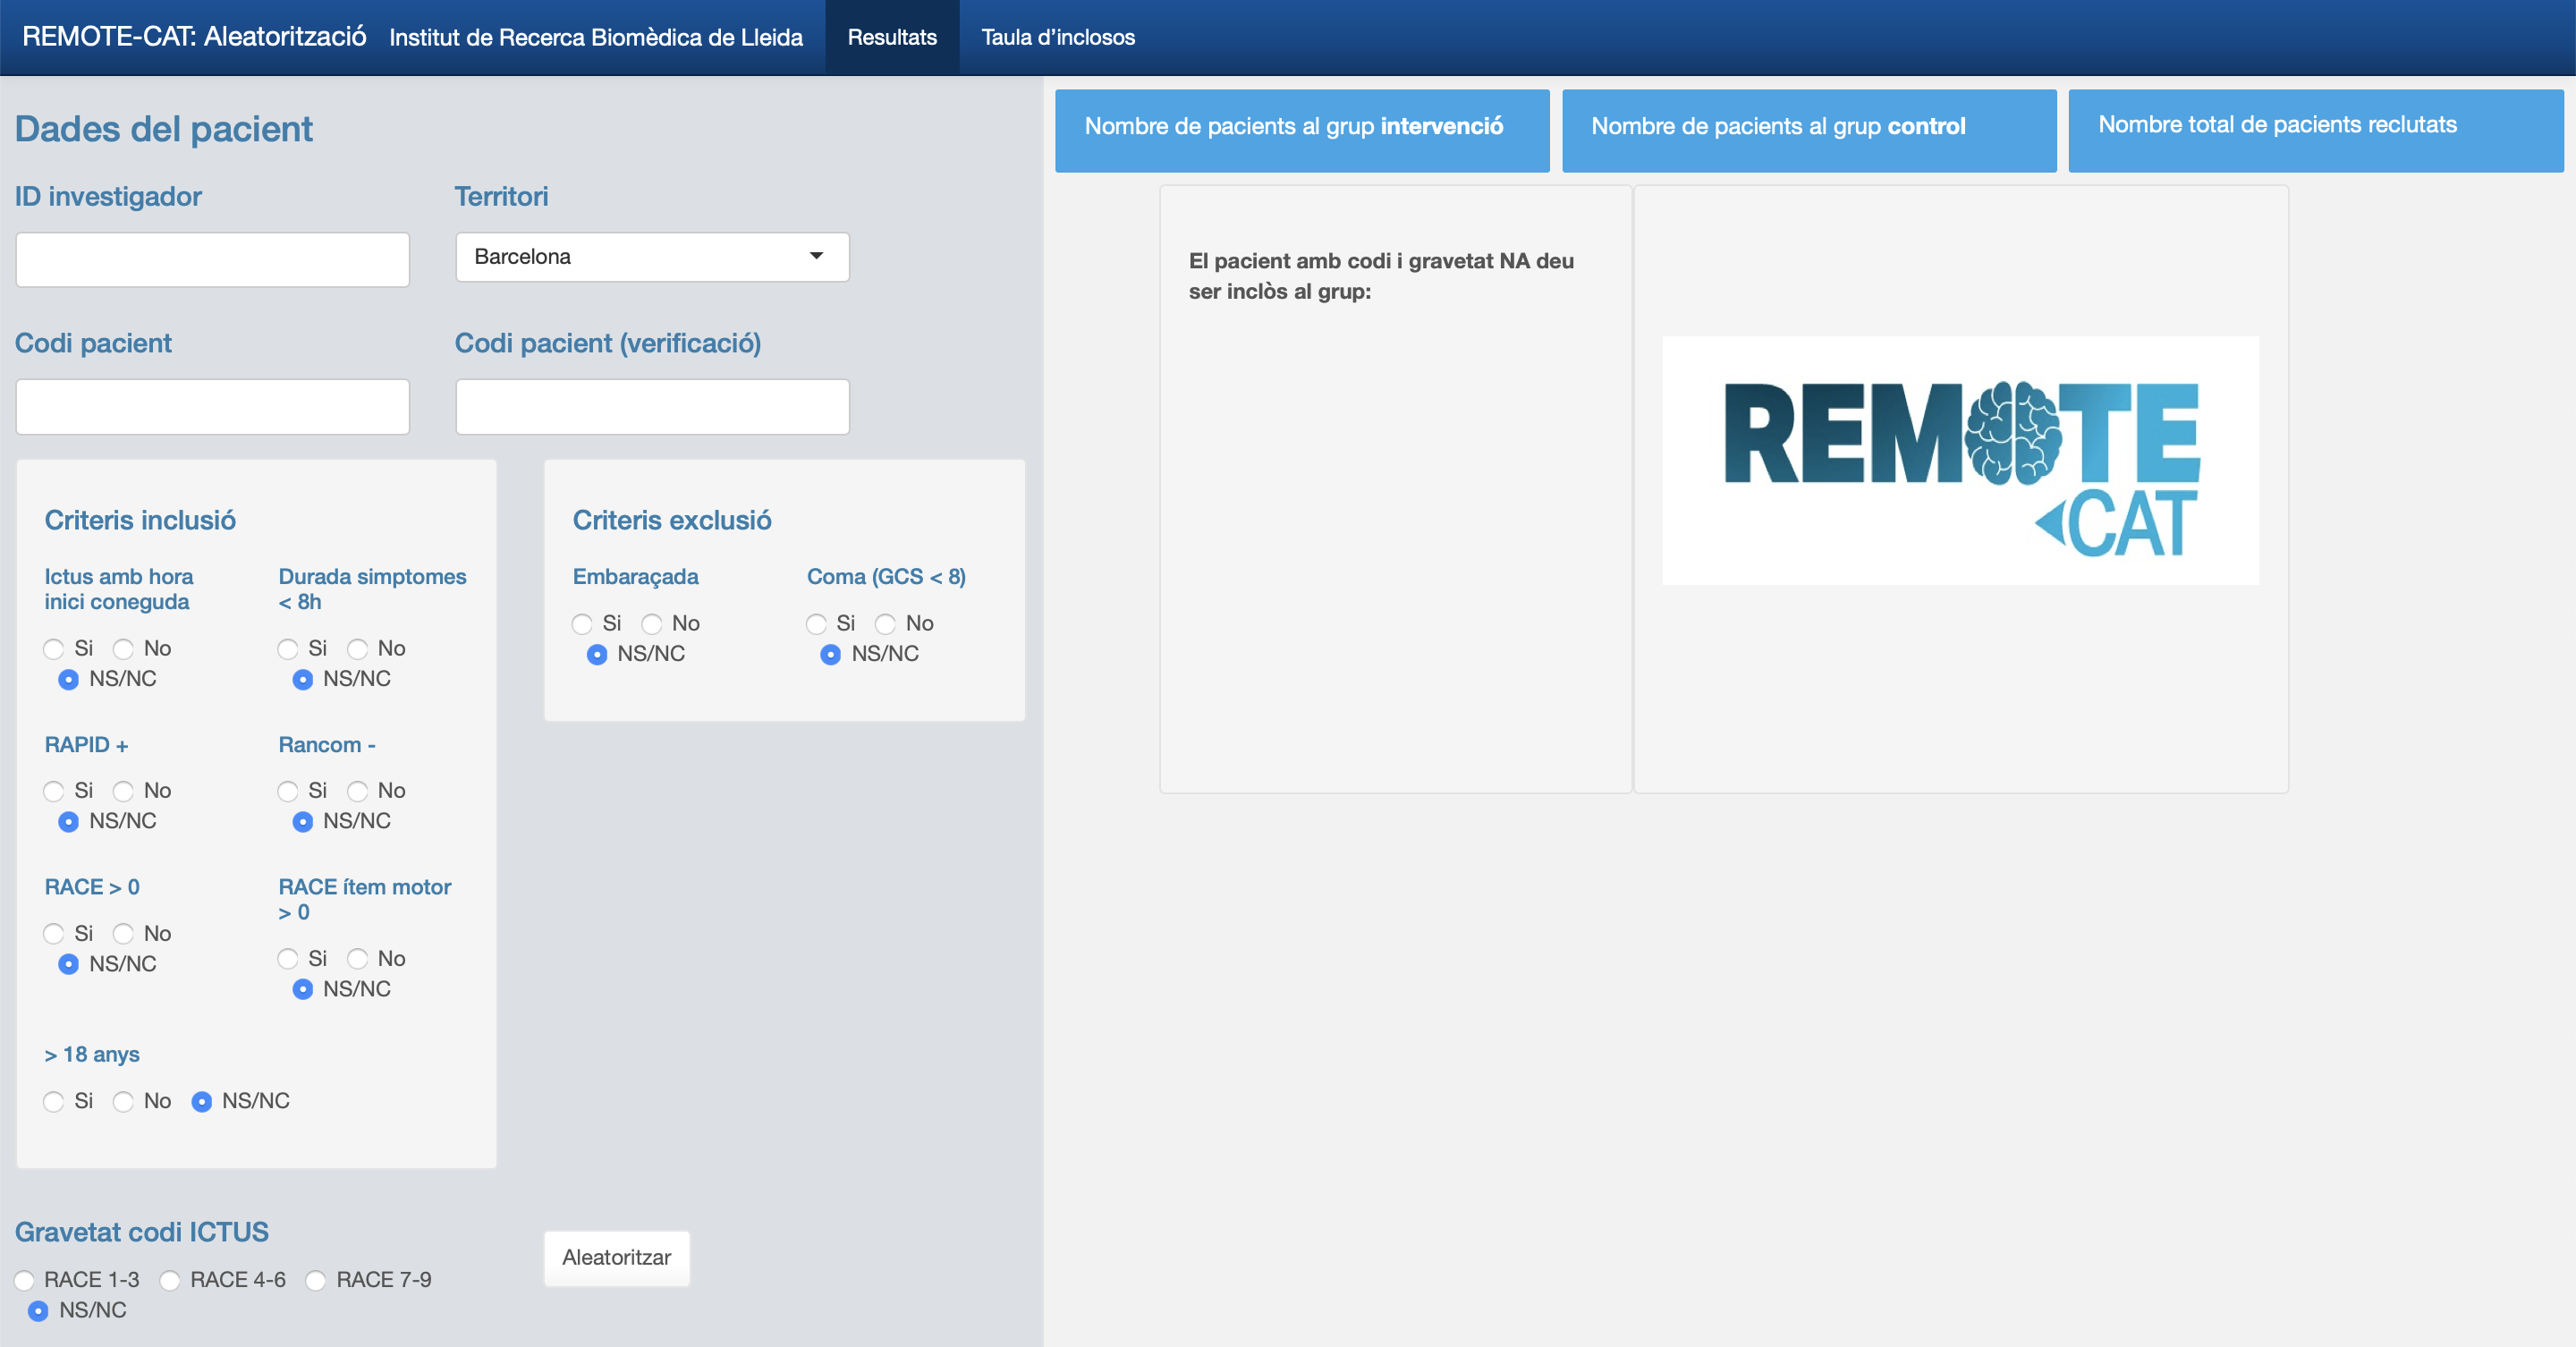 REMOTE-CAT: Aleatorització Institut de Recerca Biomèdica de Lleida Resultats Taula d'inclosos
Dades del pacient
ID investigador
Territori
Barcelona
Codi pacient
Codi pacient (verificació)
Criteris inclusió
Ictus amb hora
inici coneguda
Si No
NS/NC
Durada simptomes
< 8h
Si No
NS/NC
RAPID +
Si No
NS/NC
Rancom -
Si No
NS/NC
RACE > 0
Si No
NS/NC
RACE ítem motor
> 0
Si No
NS/NC
> 18 anys
Si No NS/NC
Criteris exclusió
Embaraçada
Si No
NS/NC
Coma (GCS < 8)
Si No
NS/NC
Gravetat codi ICTUS
RACE 1-3 RACE 4-6 RACE 7-9
NS/NC
Aleatoritzar
Nombre de pacients al grup intervenció
Nombre de pacients al grup control
Nombre total de pacients reclutats
El pacient amb codi i gravetat NA deu
ser inclòs al grup:
REMOTE
CAT